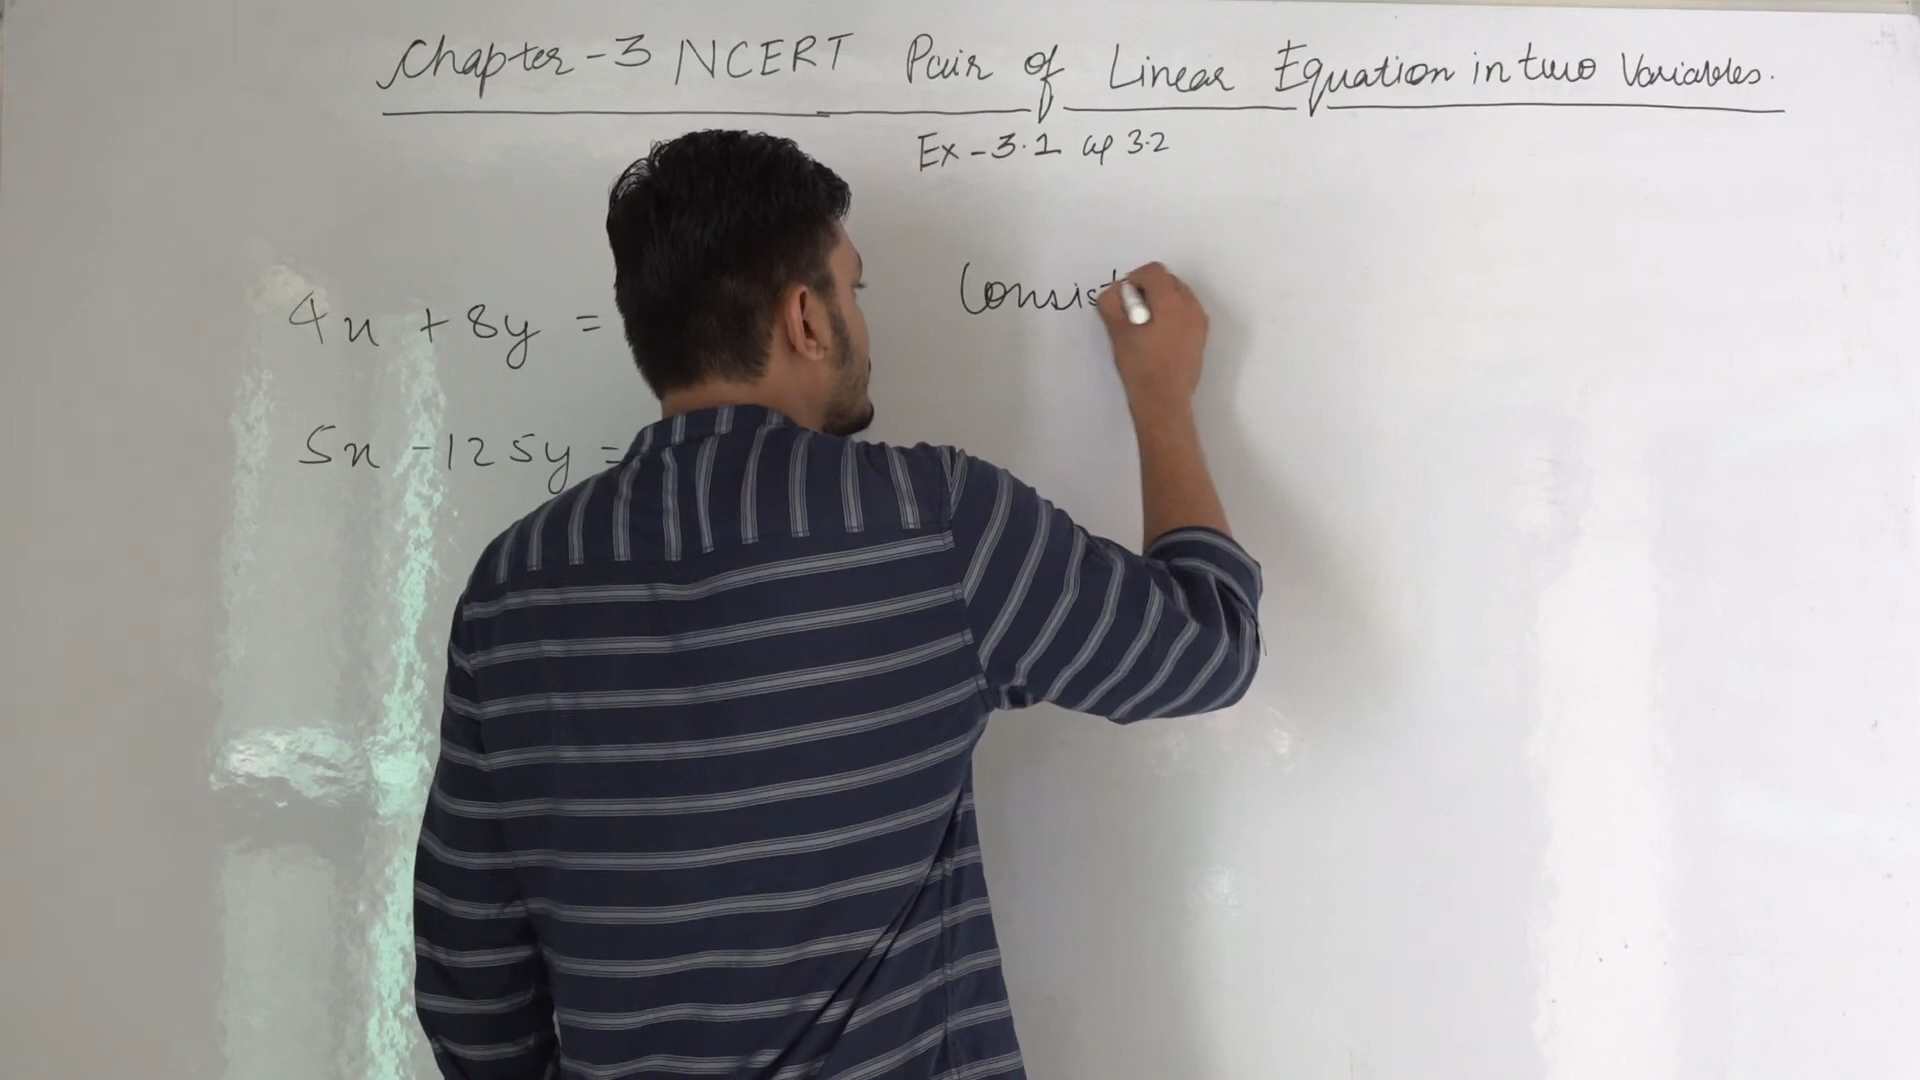 Chapter-3 NCERT Pair of Linear Equation in two Variables.
Ex-3.1 & 3.2
4x + 8y =
Consist
5x - 125y =